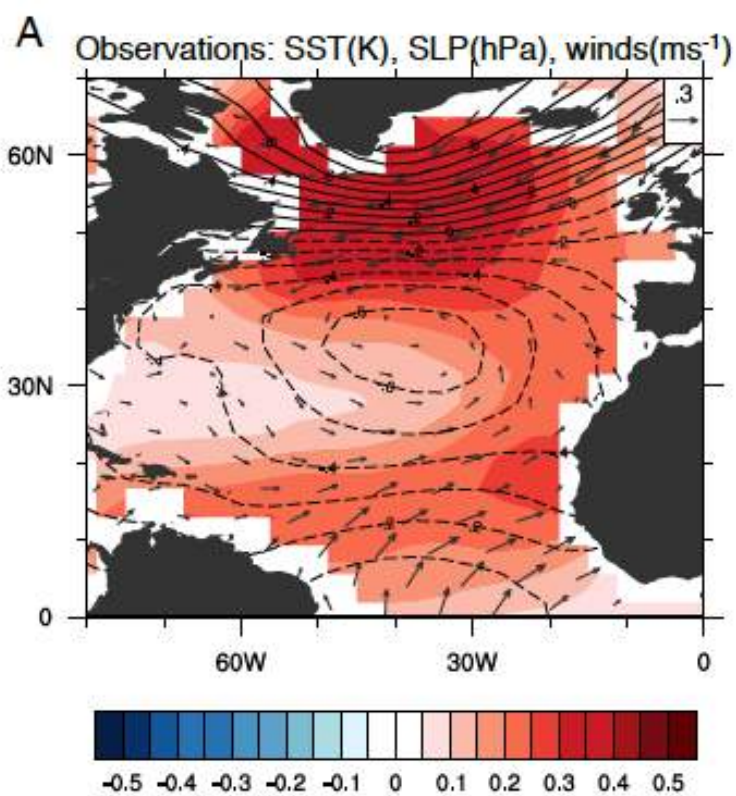 A
Observations: SST(K), SLP(hPa), winds(ms-1)
.3
60N
30N
0
60W 30W 0
-0.5 -0.4 -0.3 -0.2 -0.1 0 0.1 0.2 0.3 0.4 0.5